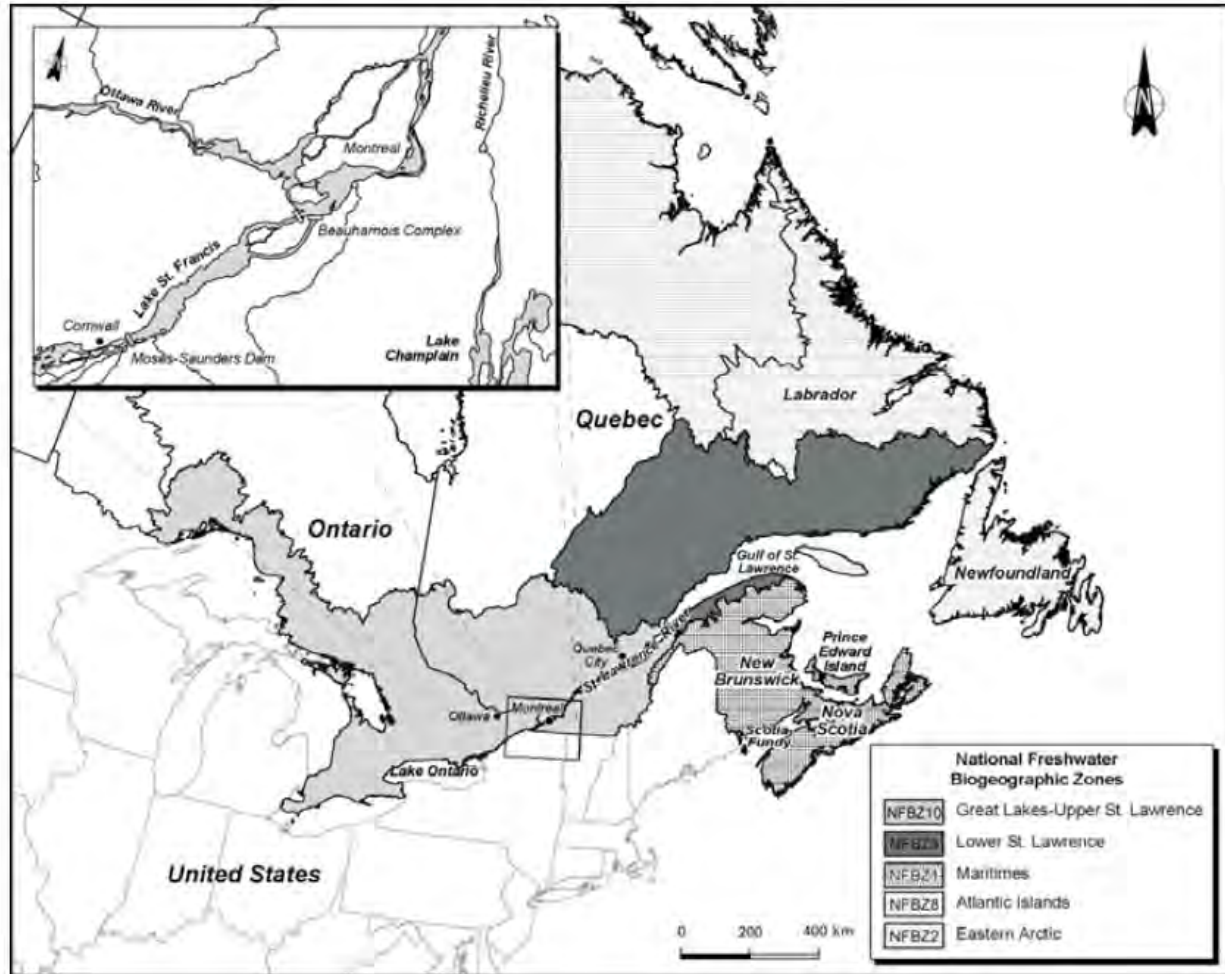 Ottawa River
Richelieu River
Montreal
Beauharnois Complex
Lake St. Francis
Cornwall
Moses-Saunders Dam
Lake
Champlain
N
Quebec
Labrador
Ontario
Gulf of St.
Lawrence
Newfoundland
Quebec
City
St. Lawrence River
Prince
Edward
Island
New
Brunswick
Nova
Scotia
Scotia
Fundy
Ottawa
Montreal
Lake Ontario
United States
National Freshwater
Biogeographic Zones
NFBZ10 Great Lakes-Upper St. Lawrence
Lower St. Lawrence
NFBZ1 Maritimes
NFBZ8 Atlantic Islands
NFBZ2 Eastern Arctic
0 200 400 km